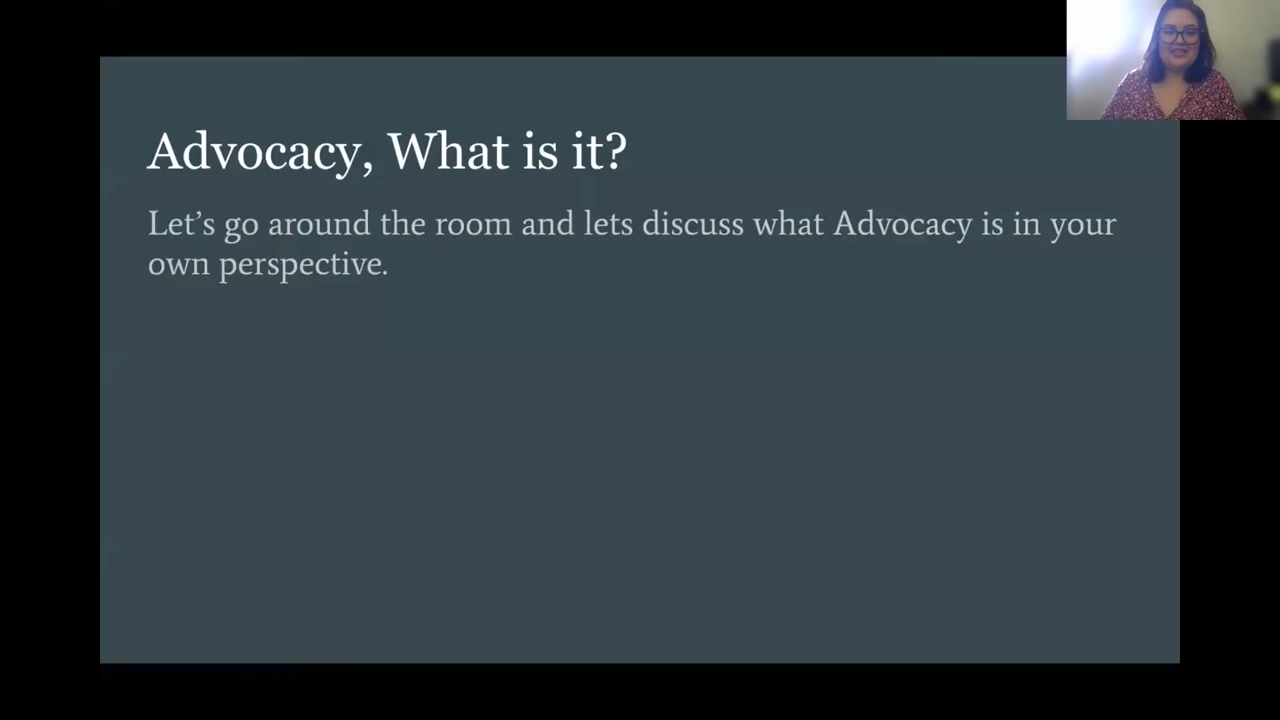 Advocacy, What is it?
Let’s go around the room and lets discuss what Advocacy is in your
own perspective.